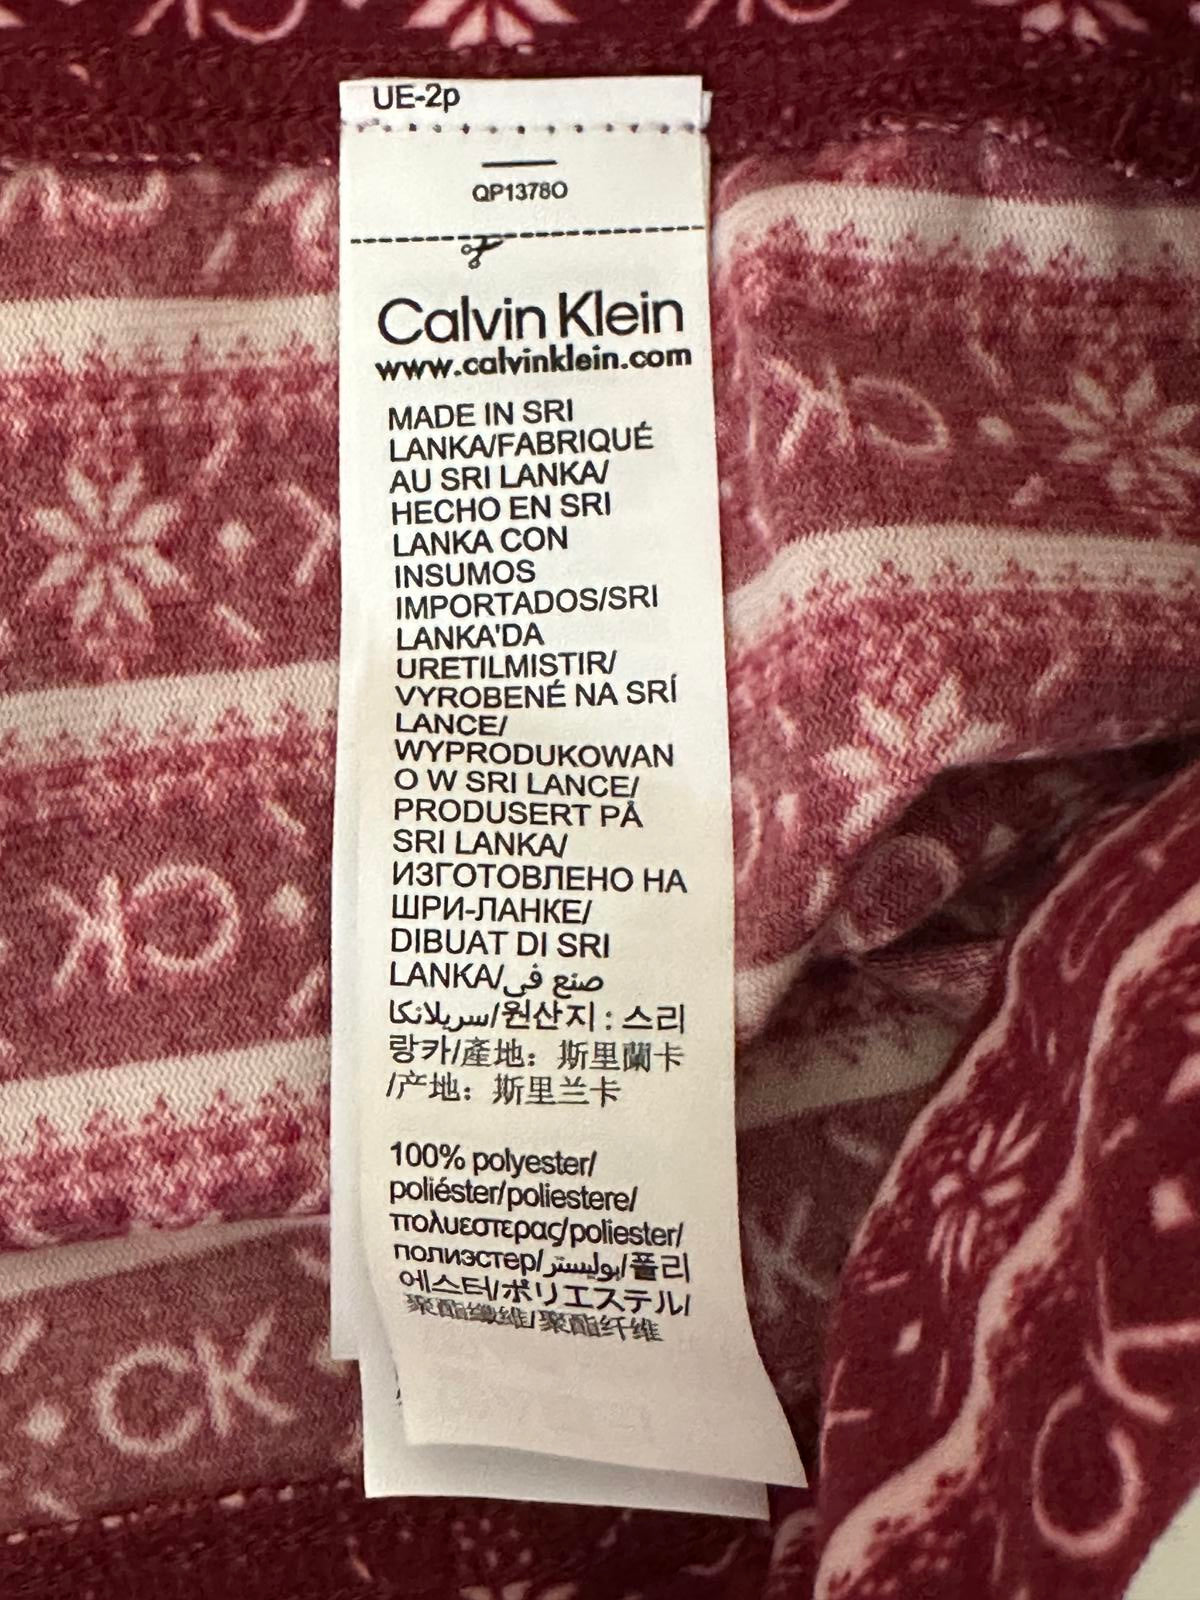 UE-2p
QP1378O
Calvin Klein
www.calvinklein.com
MADE IN SRI
LANKA/FABRIQUÉ
AU SRI LANKA/
HECHO EN SRI
LANKA CON
INSUMOS
IMPORTADOS/SRI
LANKA'DA
URETILMISTIR/
VYROBENÉ NA SRÍ
LANCE/
WYPRODUKOWAN
O W SRI LANCE/
PRODUSERT PÅ
SRI LANKA/
ИЗГОТОВЛЕНО НА
ШРИ-ЛАНКЕ/
DIBUAT DI SRI
LANKA/صنع في
سريلانكا/원산지 : 스리
랑카/產地：斯里蘭卡
/产地：斯里兰卡
100% polyester/
poliéster/poliestere/
πολυεστερας/poliester/
полиэстер/بوليستر/폴리
에스터/ポリエステル/
聚酯纖維/聚酯纤维
CK
CK
CK